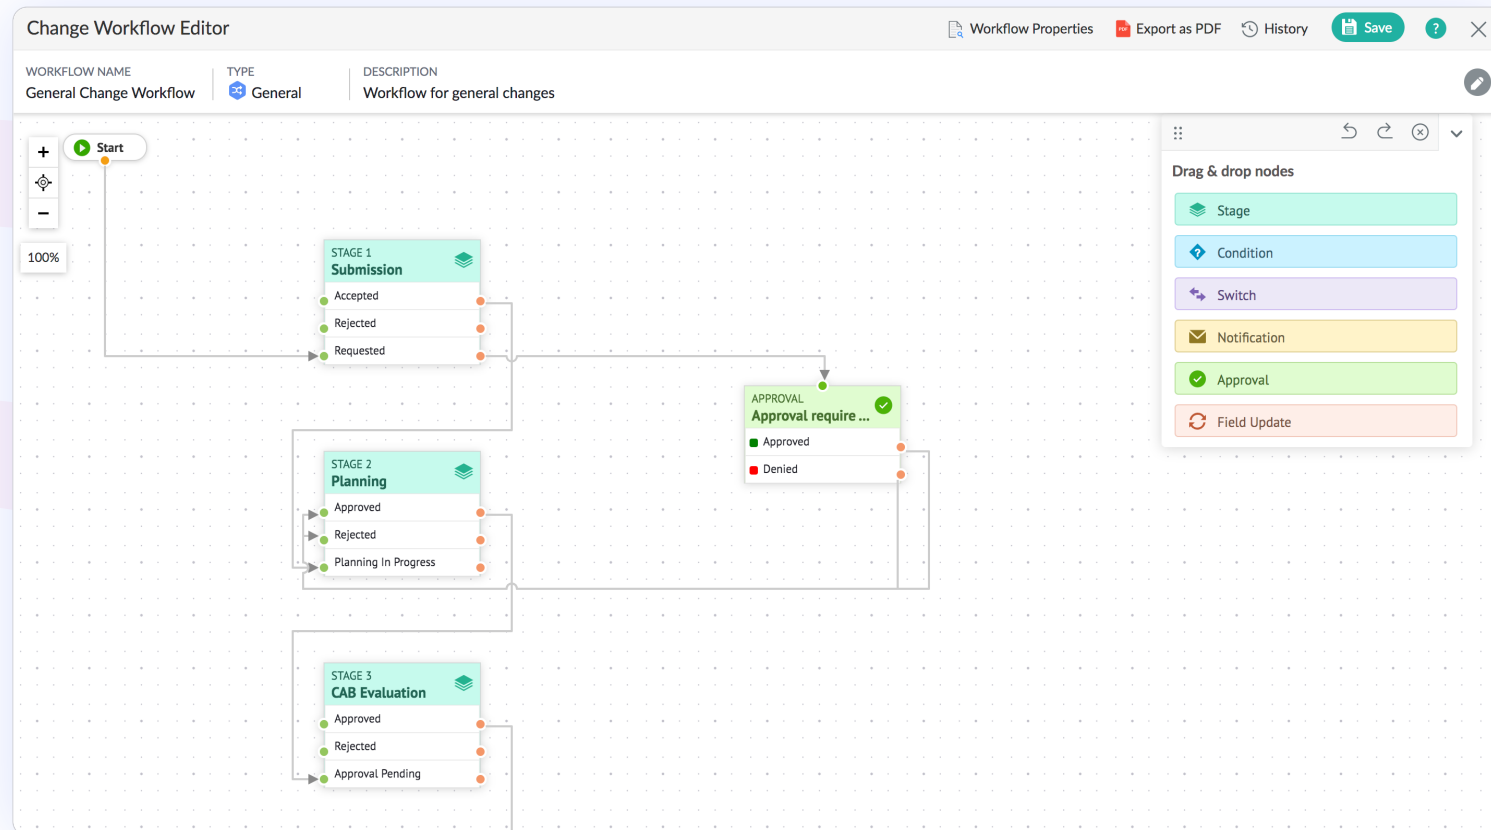 Change Workflow Editor
Workflow Properties
Export as PDF
History
Save
?
WORKFLOW NAME
General Change Workflow
TYPE
General
DESCRIPTION
Workflow for general changes
+
−
100%
Start
STAGE 1
Submission
Accepted
Rejected
Requested
APPROVAL
Approval require ...
Approved
Denied
STAGE 2
Planning
Approved
Rejected
Planning In Progress
STAGE 3
CAB Evaluation
Approved
Rejected
Approval Pending
Drag & drop nodes
Stage
Condition
Switch
Notification
Approval
Field Update